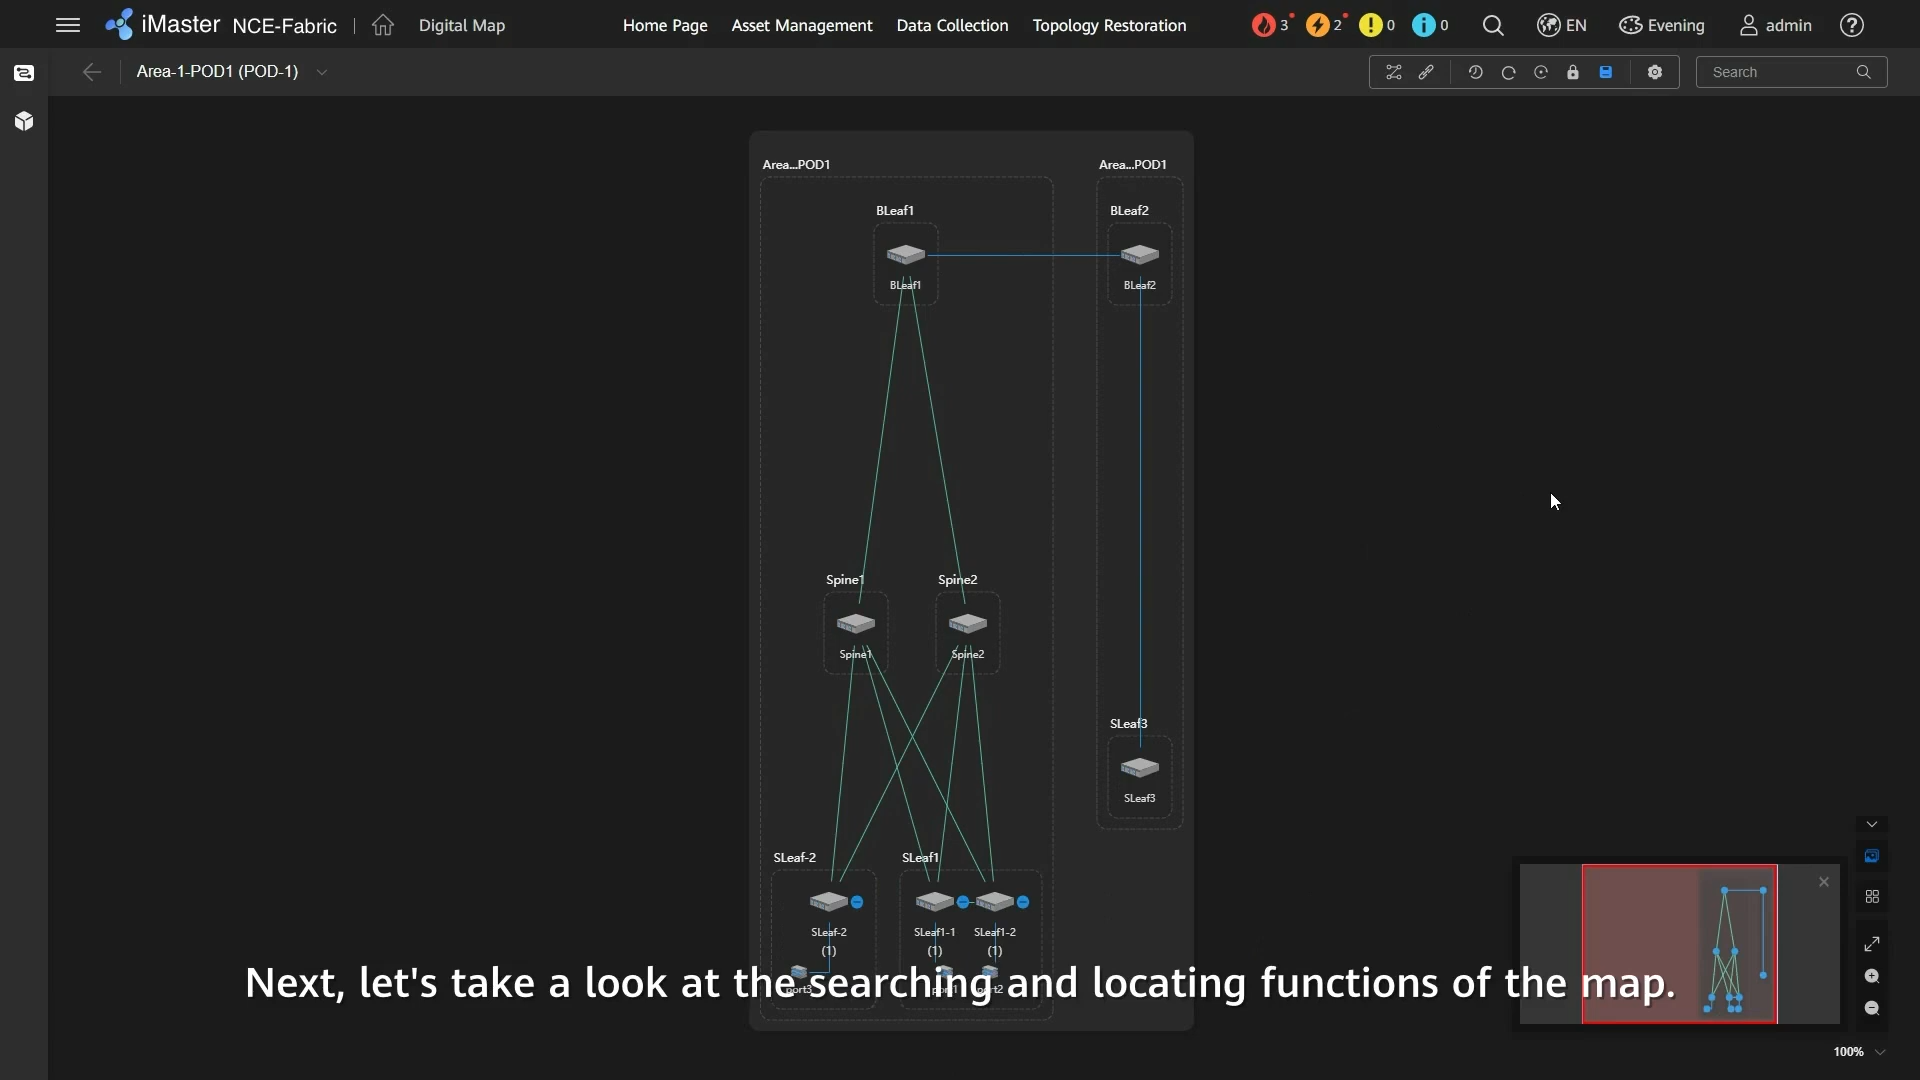 iMaster NCE-Fabric
Digital Map
Home Page
Asset Management
Data Collection
Topology Restoration
3
2
0
0
EN
Evening
admin
Area-1-POD1 (POD-1)
Search
Area...POD1
Area...POD1
BLeaf1
BLeaf2
BLeaf1
BLeaf2
Spine1
Spine2
Spine1
Spine2
SLeaf3
SLeaf3
SLeaf-2
SLeaf1
SLeaf-2
SLeaf1-1
SLeaf1-2
(1)
(1)
(1)
Next, let's take a look at the searching and locating functions of the map.
port3
100%